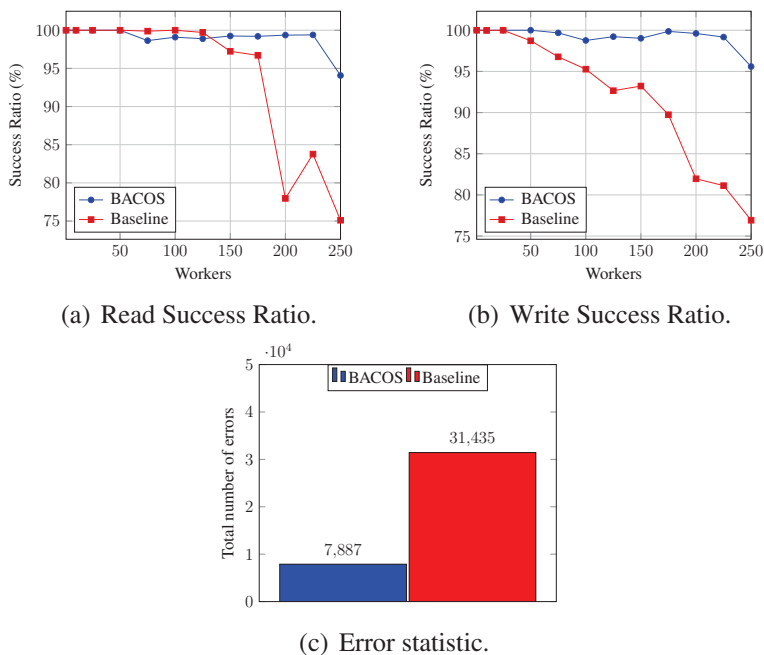 100
95
90
85
80
75
Success Ratio (%)
BACOS
Baseline
50 100 150 200 250
Workers
(a) Read Success Ratio.
100
95
90
85
80
75
Success Ratio (%)
BACOS
Baseline
50 100 150 200 250
Workers
(b) Write Success Ratio.
·10⁴
5
4
3
2
1
0
Total number of errors
BACOS Baseline
31,435
7,887
(c) Error statistic.